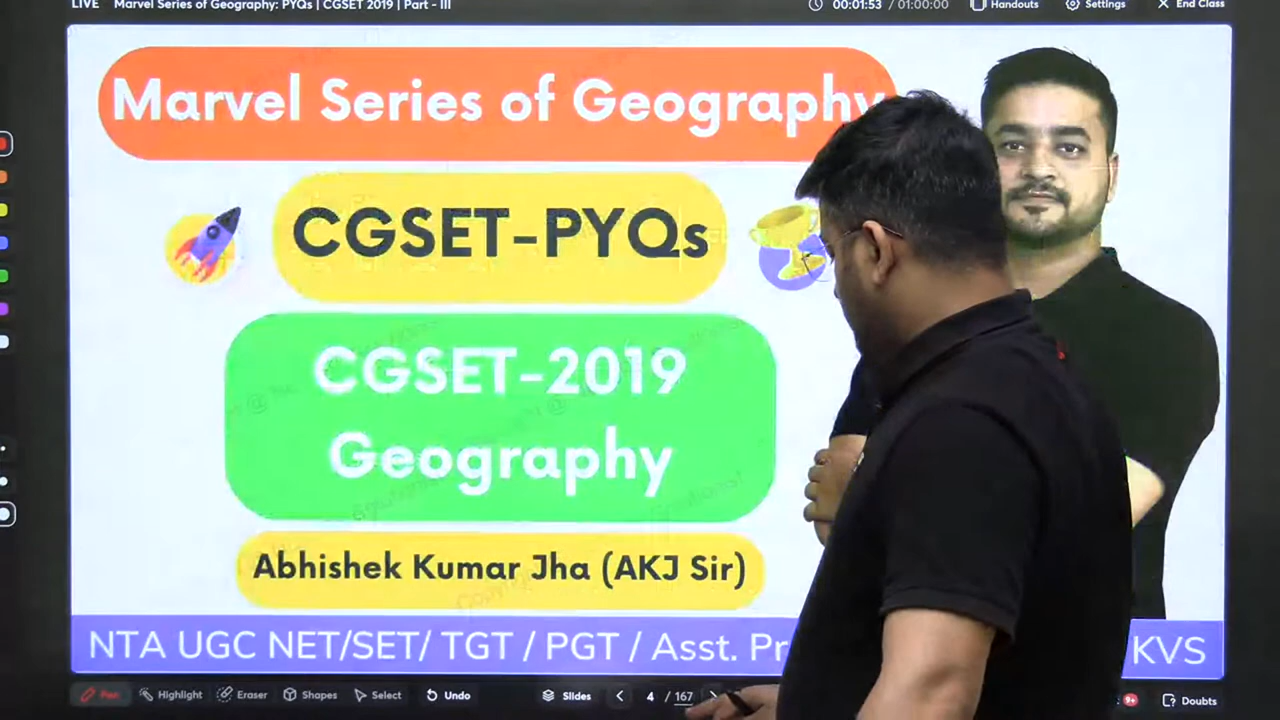 LIVE Marvel Series of Geography: PYQs | CGSET 2019 | Part - III 00:01:53 / 01:00:00 Handouts Settings End Class
Marvel Series of Geography
CGSET-PYQs
CGSET-2019
Geography
Abhishek Kumar Jha (AKJ Sir)
NTA UGC NET/SET/ TGT / PGT / Asst. Pr KVS
Pen Highlight Eraser Shapes Select Undo Slides 4 / 167 9+ Doubts